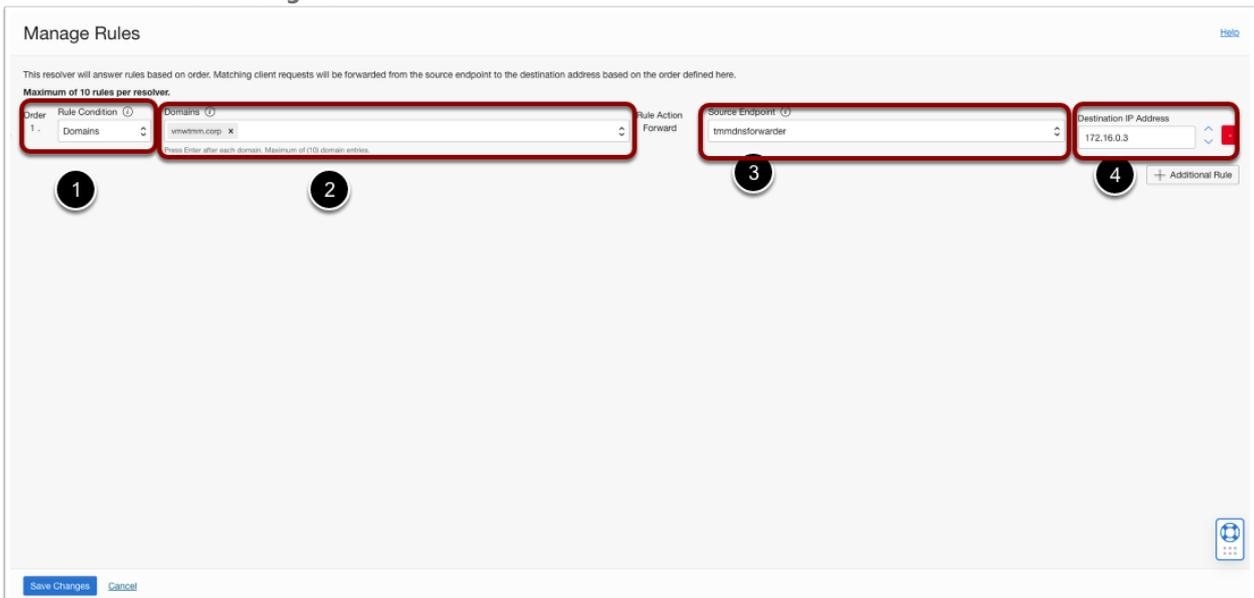 Manage Rules
Help
This resolver will answer rules based on order. Matching client requests will be forwarded from the source endpoint to the destination address based on the order defined here.
Maximum of 10 rules per resolver.
Order Rule Condition Domains Rule Action Source Endpoint Destination IP Address
1. Domains vmwtmm.corp × Forward tmmdnsforwarder 172.16.0.3
Press Enter after each domain. Maximum of (10) domain entries.
+ Additional Rule
1 2 3 4
Save Changes Cancel